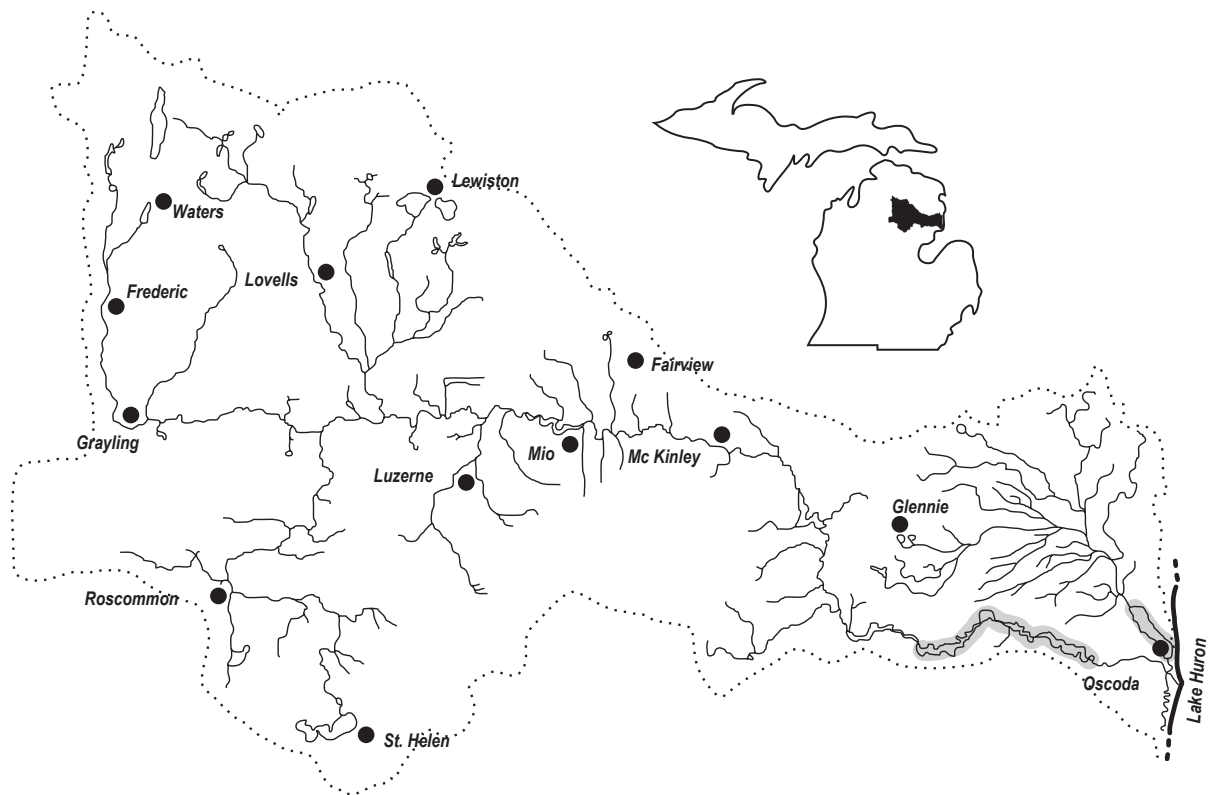 Lewiston
Waters
Lovells
Frederic
Fairview
Grayling
Mio
Mc Kinley
Luzerne
Glennie
Roscommon
Oscoda
Lake Huron
St. Helen